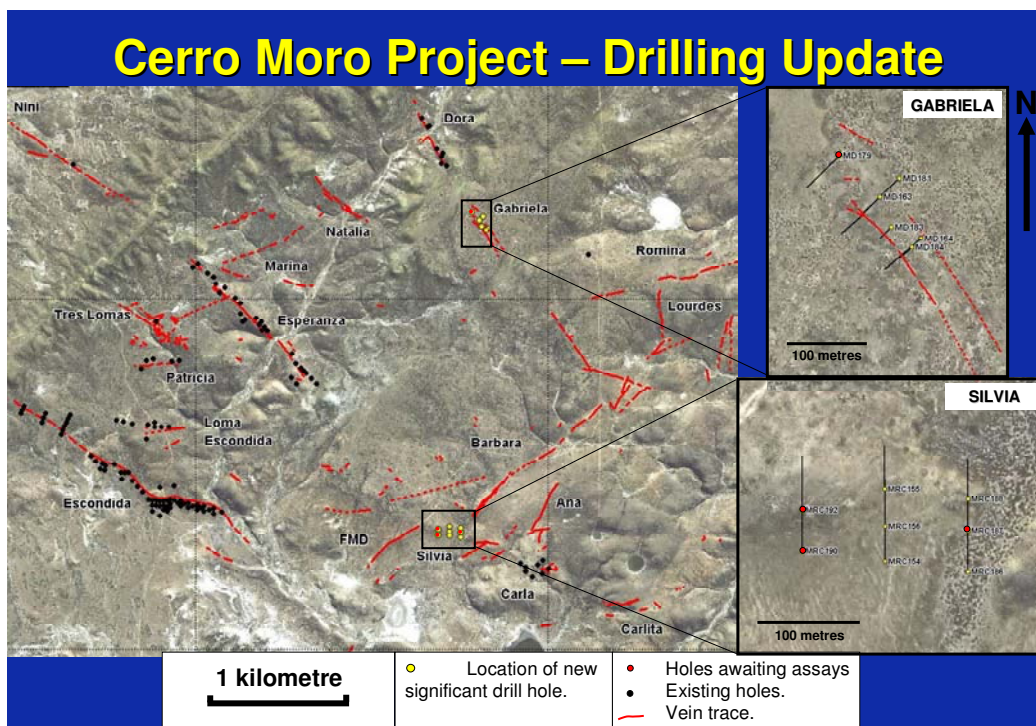 Cerro Moro Project – Drilling Update
Nini
Dora
Gabriela
Natalia
Romina
Marina
Lourdes
Tres Lomas
Esperanza
Patricia
Loma
Escondida
Barbara
Escondida
Ana
FMD
Silvia
Carla
Carlita
GABRIELA
N
MD179
MD181
MD163
MD183
MD164
MD184
100 metres
SILVIA
MRC155
MRC188
MRC192
MRC156
MRC187
MRC190
MRC154
MRC186
100 metres
1 kilometre
Location of new
significant drill hole.
Holes awaiting assays
Existing holes.
Vein trace.